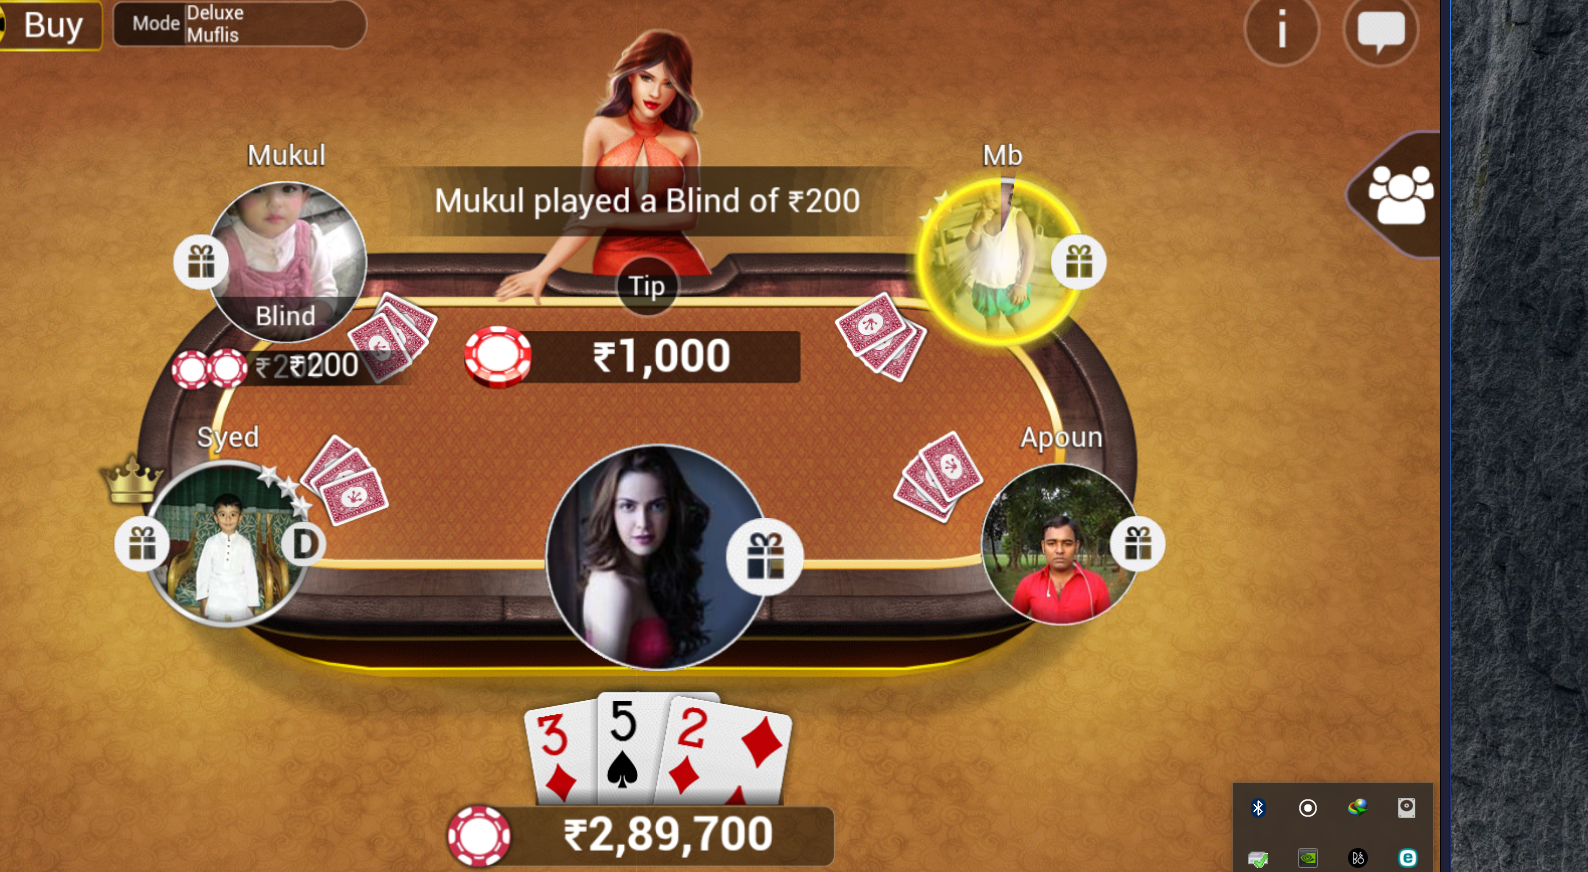 Buy
Mode
Deluxe
Muflis
i
Mukul
Mb
Mukul played a Blind of ₹200
Tip
Blind
₹200
₹1,000
Syed
Apoun
D
3
5
2
₹2,89,700